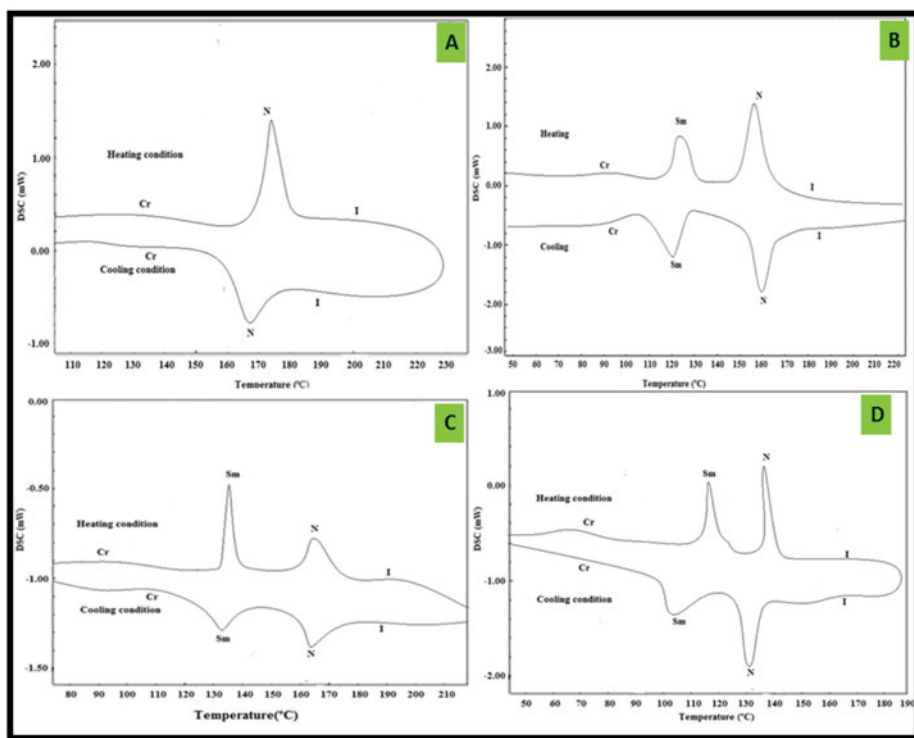 A
2.00
N
Heating condition
1.00
DSC (mW)
Cr
I
0.00
Cr
Cooling condition
I
N
-1.00
110 120 130 140 150 160 170 180 190 200 210 220 230
Temperature (ºC)
B
2.00
N
Sm
Heating
1.00
Cr
DSC (mW)
0.00
I
Cr
I
Cooling
-1.00
Sm
-2.00
N
-3.00
50 60 70 80 90 100 110 120 130 140 150 160 170 180 190 200 210 220
Temperature (ºC)
0.00
C
Sm
-0.50
Heating condition
N
DSC (mW)
Cr
I
-1.00
Cr
Cooling condition
I
Sm
N
-1.50
80 90 100 110 120 130 140 150 160 170 180 190 200 210
Temperature(ºC)
1.00
D
N
Sm
0.00
Heating condition
Cr
DSC (mW)
I
Cr
-1.00
Cooling condition
I
Sm
N
-2.00
50 60 70 80 90 100 110 120 130 140 150 160 170 180 190
Temperature (ºC)